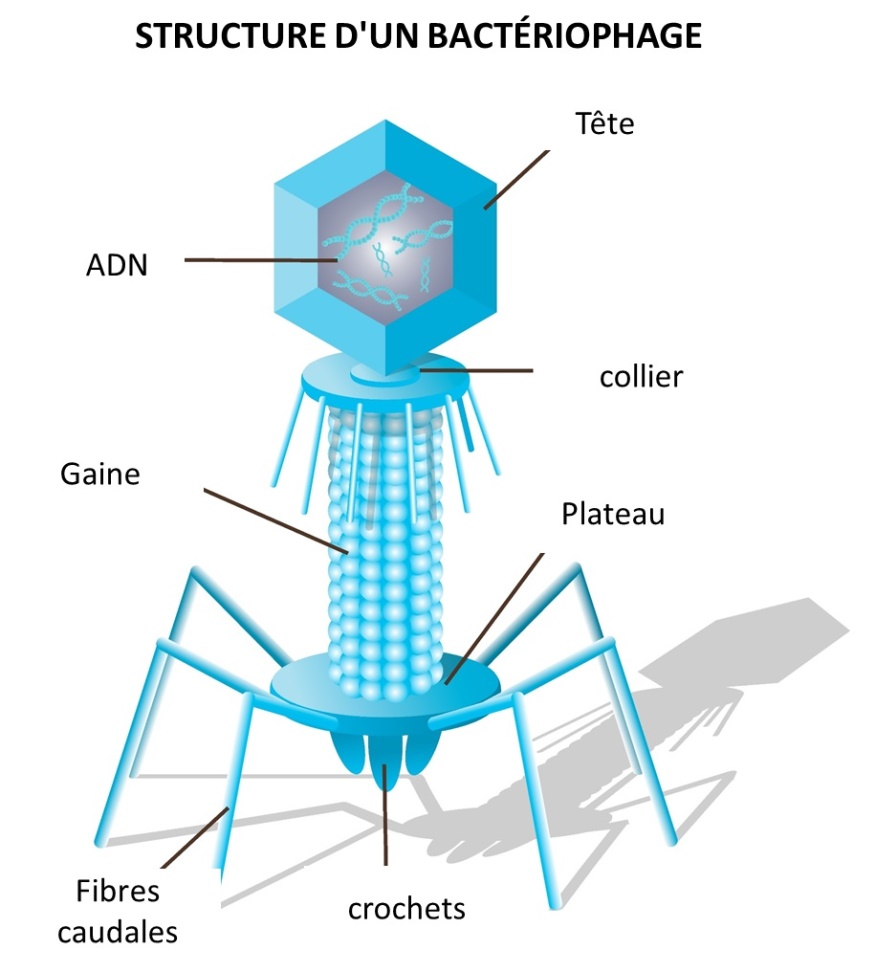 STRUCTURE D'UN BACTÉRIOPHAGE
Tête
ADN
collier
Gaine
Plateau
Fibres
caudales
crochets